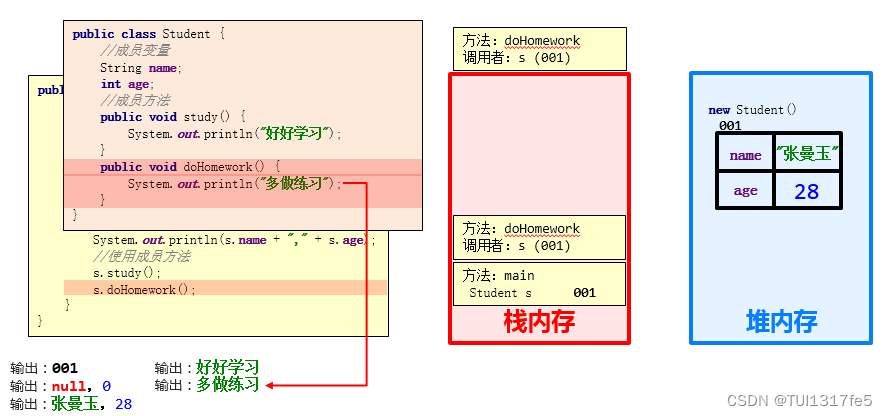 public class Student {
//成员变量
String name;
int age;
//成员方法
public void study() {
System.out.println("好好学习");
}
public void doHomework() {
System.out.println("多做练习");
}
}
System.out.println(s.name + "," + s.age);
//使用成员方法
s.study();
s.doHomework();
}
}
输出：001
输出：null，0
输出：张曼玉，28
输出：好好学习
输出：多做练习
方法：doHomework
调用者：s (001)
方法：doHomework
调用者：s (001)
方法：main
Student s 001
栈内存
new Student()
001
name "张曼玉"
age 28
堆内存
CSDN @TUI1317fe5